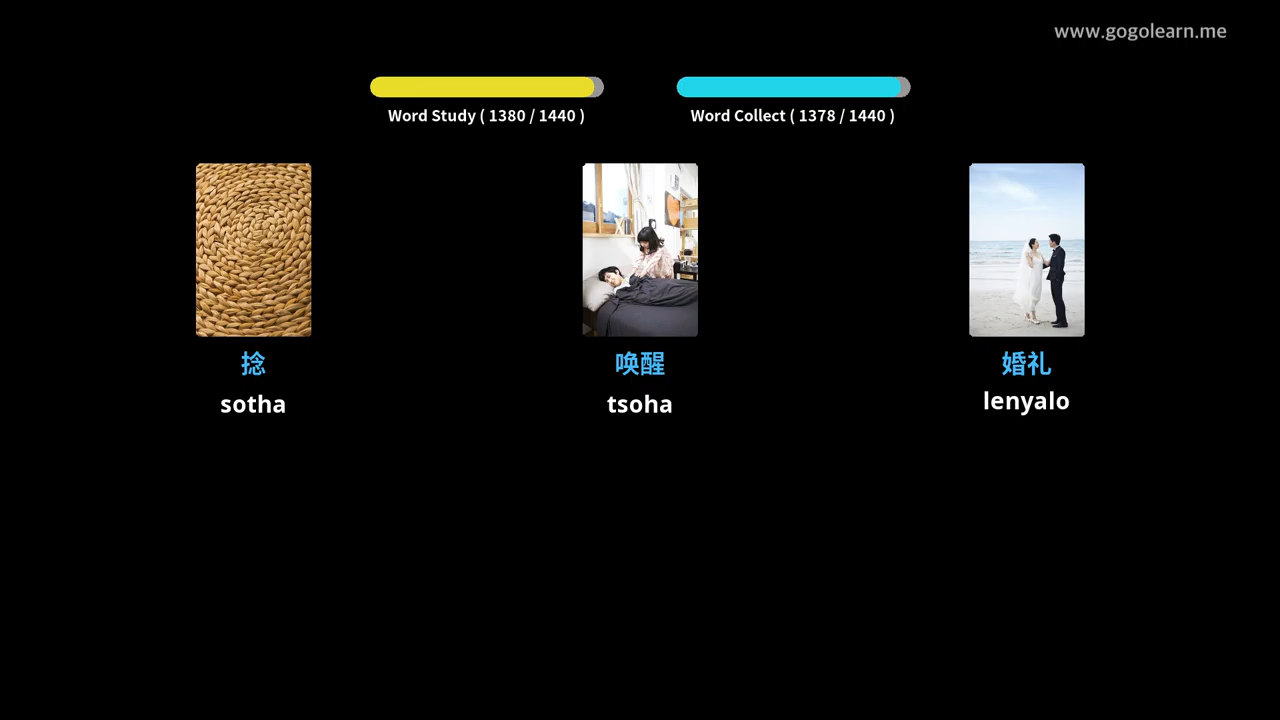 www.gogolearn.me
Word Study ( 1380 / 1440 )
Word Collect ( 1378 / 1440 )
捻
唤醒
婚礼
sotha
tsoha
lenyalo